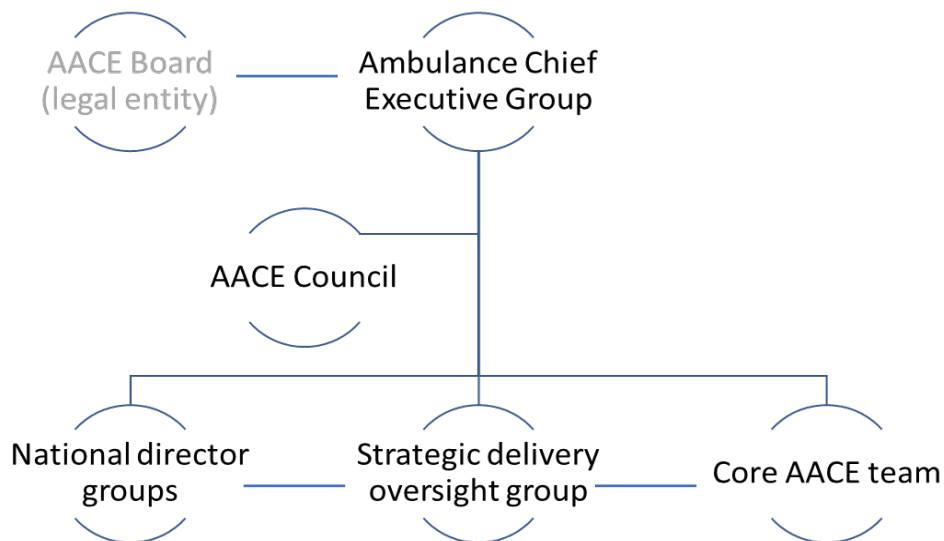 AACE Board
(legal entity)
Ambulance Chief
Executive Group
AACE Council
National director
groups
Strategic delivery
oversight group
Core AACE team